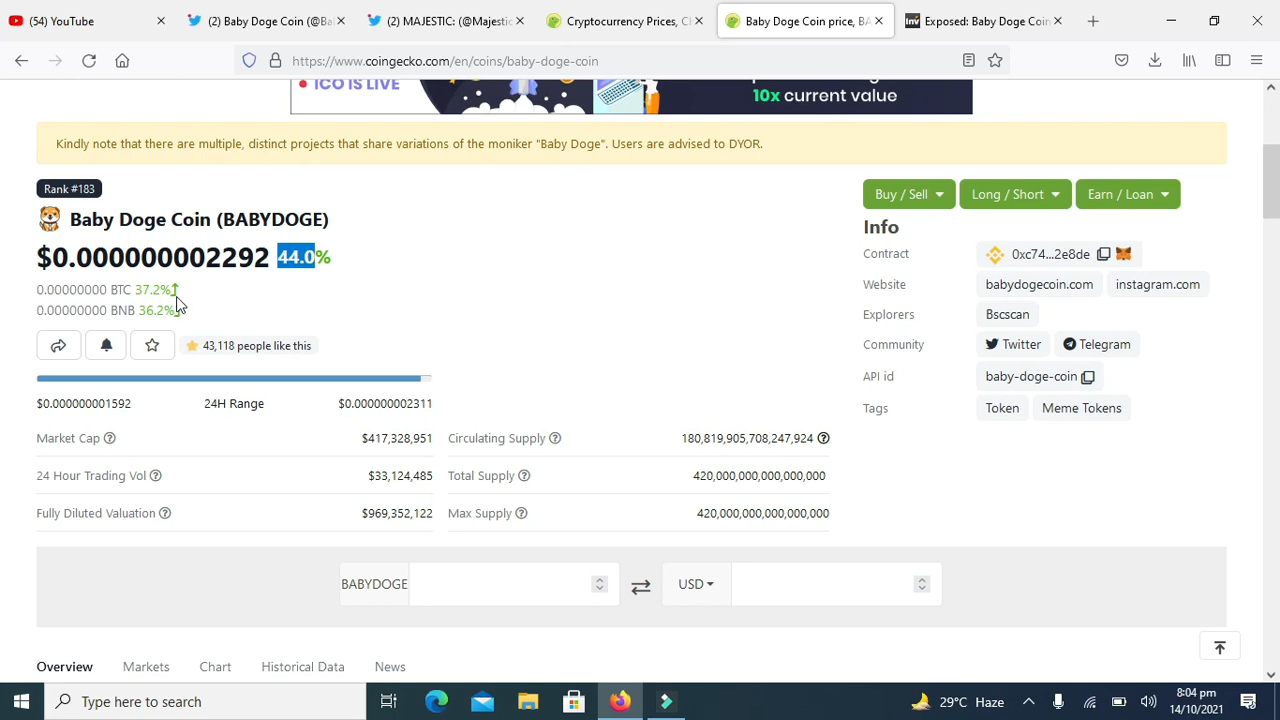 (54) YouTube
(2) Baby Doge Coin (@Ba
(2) MAJESTIC: (@Majestic
Cryptocurrency Prices, C
Baby Doge Coin price, BA
Exposed: Baby Doge Coin
https://www.coingecko.com/en/coins/baby-doge-coin
ICO IS LIVE
10x current value
Kindly note that there are multiple, distinct projects that share variations of the moniker "Baby Doge". Users are advised to DYOR.
Rank #183
Baby Doge Coin (BABYDOGE)
$0.000000002292 44.0%
0.00000000 BTC 37.2%
0.00000000 BNB 36.2%
43,118 people like this
$0.000000001592 24H Range $0.000000002311
Market Cap $417,328,951
24 Hour Trading Vol $33,124,485
Fully Diluted Valuation $969,352,122
Circulating Supply 180,819,905,708,247,924
Total Supply 420,000,000,000,000,000
Max Supply 420,000,000,000,000,000
Buy / Sell Long / Short Earn / Loan
Info
Contract 0xc74...2e8de
Website babydogecoin.com instagram.com
Explorers Bscscan
Community Twitter Telegram
API id baby-doge-coin
Tags Token Meme Tokens
BABYDOGE USD
Overview Markets Chart Historical Data News
Type here to search
29°C Haze
8:04 pm
14/10/2021